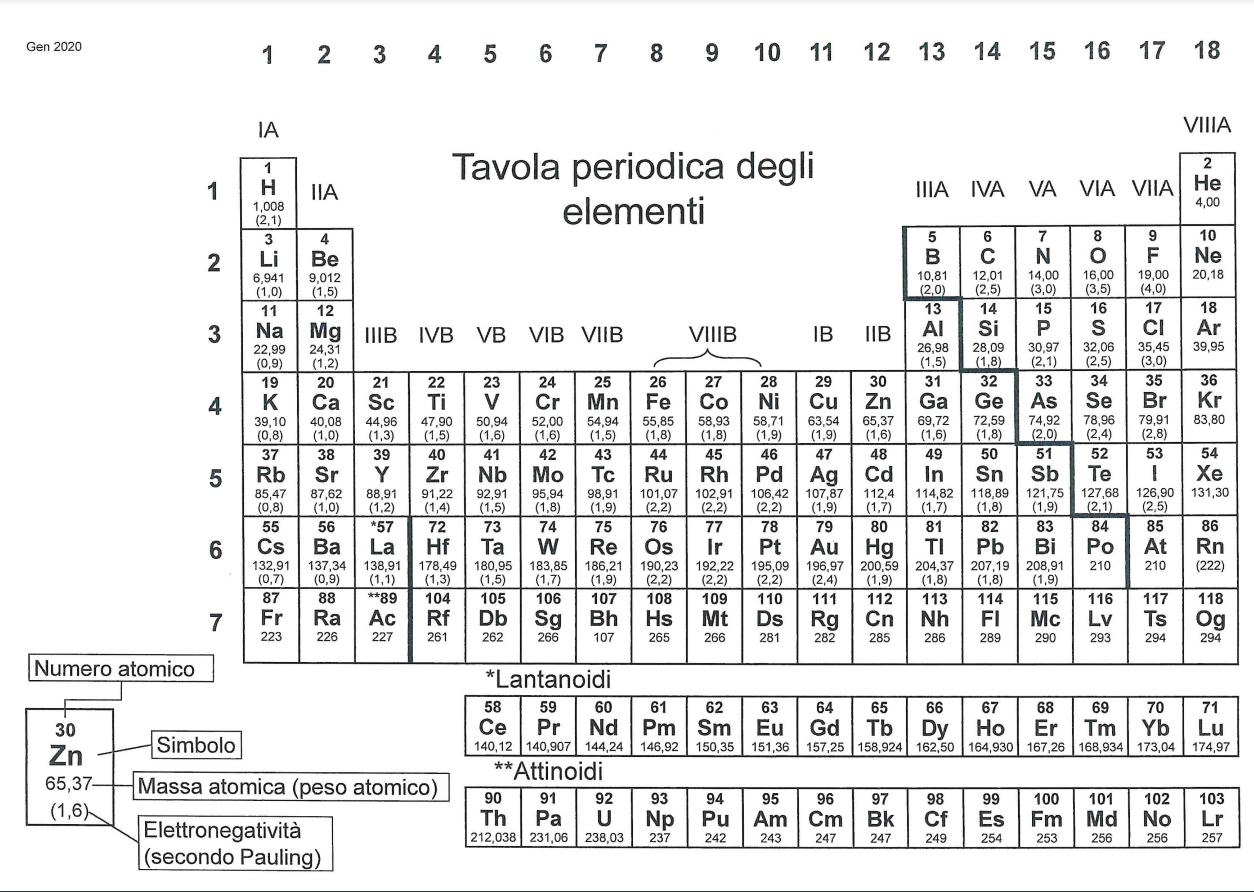 Gen 2020
1 2 3 4 5 6 7 8 9 10 11 12 13 14 15 16 17 18
IA VIIIA
Tavola periodica degli
elementi
1 IIA IIIA IVA VA VIA VIIA 2
H He
1,008 4,00
(2,1)
2 3 4 5 6 7 8 9 10
Li Be B C N O F Ne
6,941 9,012 10,81 12,01 14,00 16,00 19,00 20,18
(1,0) (1,5) (2,0) (2,5) (3,0) (3,5) (4,0)
3 11 12 IIIB IVB VB VIB VIIB VIIIB IB IIB 13 14 15 16 17 18
Na Mg Al Si P S Cl Ar
22,99 24,31 26,98 28,09 30,97 32,06 35,45 39,95
(0,9) (1,2) (1,5) (1,8) (2,1) (2,5) (3,0)
4 19 20 21 22 23 24 25 26 27 28 29 30 31 32 33 34 35 36
K Ca Sc Ti V Cr Mn Fe Co Ni Cu Zn Ga Ge As Se Br Kr
39,10 40,08 44,96 47,90 50,94 52,00 54,94 55,85 58,93 58,71 63,54 65,37 69,72 72,59 74,92 78,96 79,91 83,80
(0,8) (1,0) (1,3) (1,5) (1,6) (1,6) (1,5) (1,8) (1,8) (1,9) (1,9) (1,6) (1,6) (1,8) (2,0) (2,4) (2,8)
5 37 38 39 40 41 42 43 44 45 46 47 48 49 50 51 52 53 54
Rb Sr Y Zr Nb Mo Tc Ru Rh Pd Ag Cd In Sn Sb Te I Xe
85,47 87,62 88,91 91,22 92,91 95,94 98,91 101,07 102,91 106,42 107,87 112,4 114,82 118,89 121,75 127,68 126,90 131,30
(0,8) (1,0) (1,2) (1,4) (1,5) (1,8) (1,9) (2,2) (2,2) (2,2) (1,9) (1,7) (1,7) (1,8) (1,9) (2,1) (2,5)
6 55 56 *57 72 73 74 75 76 77 78 79 80 81 82 83 84 85 86
Cs Ba La Hf Ta W Re Os Ir Pt Au Hg Tl Pb Bi Po At Rn
132,91 137,34 138,91 178,49 180,95 183,85 186,21 190,23 192,22 195,09 196,97 200,59 204,37 207,19 208,91 210 210 (222)
(0,7) (0,9) (1,1) (1,3) (1,5) (1,7) (1,9) (2,2) (2,2) (2,2) (2,4) (1,9) (1,8) (1,8) (1,9)
7 87 88 **89 104 105 106 107 108 109 110 111 112 113 114 115 116 117 118
Fr Ra Ac Rf Db Sg Bh Hs Mt Ds Rg Cn Nh Fl Mc Lv Ts Og
223 226 227 261 262 266 107 265 266 281 282 285 286 289 290 293 294 294
*Lantanoidi
58 59 60 61 62 63 64 65 66 67 68 69 70 71
Ce Pr Nd Pm Sm Eu Gd Tb Dy Ho Er Tm Yb Lu
140,12 140,907 144,24 146,92 150,35 151,36 157,25 158,924 162,50 164,930 167,26 168,934 173,04 174,97
**Attinoidi
90 91 92 93 94 95 96 97 98 99 100 101 102 103
Th Pa U Np Pu Am Cm Bk Cf Es Fm Md No Lr
212,038 231,06 238,03 237 242 243 247 247 249 254 253 256 256 257
Numero atomico
30
Zn
Simbolo
65,37
Massa atomica (peso atomico)
(1,6)
Elettronegatività
(secondo Pauling)